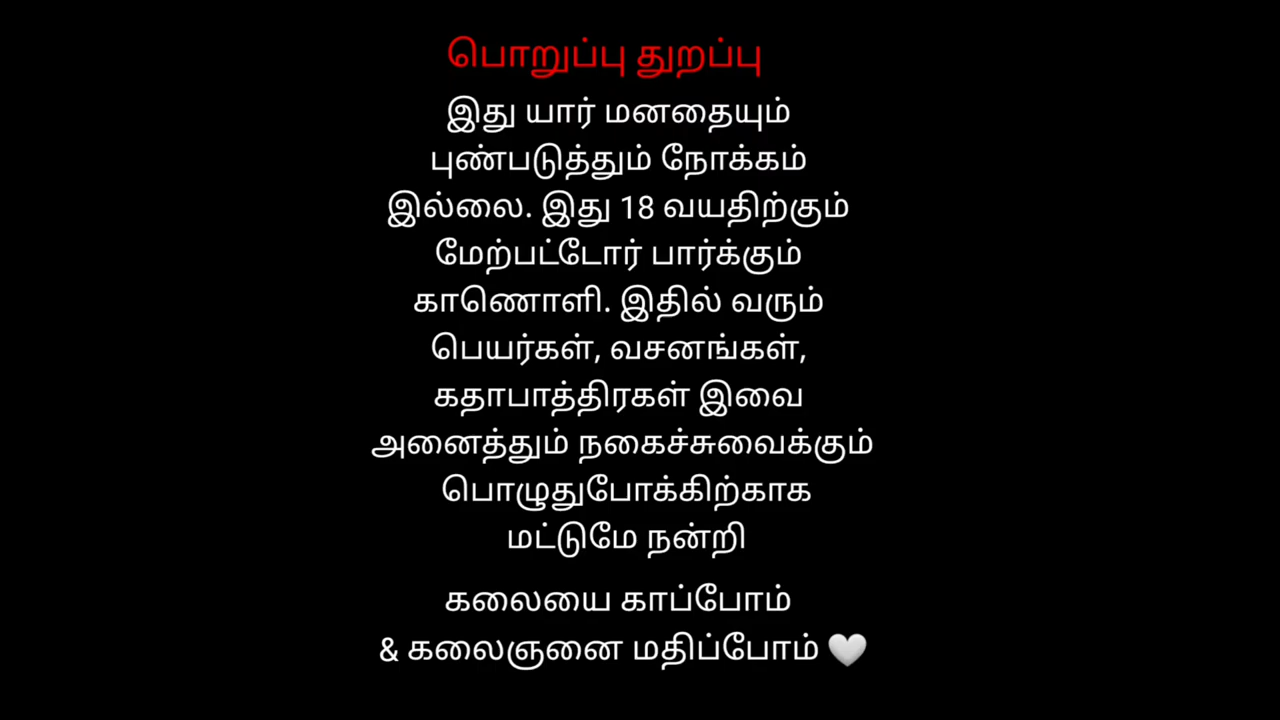 பொறுப்பு துறப்பு
இது யார் மனதையும்
புண்படுத்தும் நோக்கம்
இல்லை. இது 18 வயதிற்கும்
மேற்பட்டோர் பார்க்கும்
காணொளி. இதில் வரும்
பெயர்கள், வசனங்கள்,
கதாபாத்திரகள் இவை
அனைத்தும் நகைச்சுவைக்கும்
பொழுதுபோக்கிற்காக
மட்டுமே நன்றி
கலையை காப்போம்
& கலைஞனை மதிப்போம் 🤍